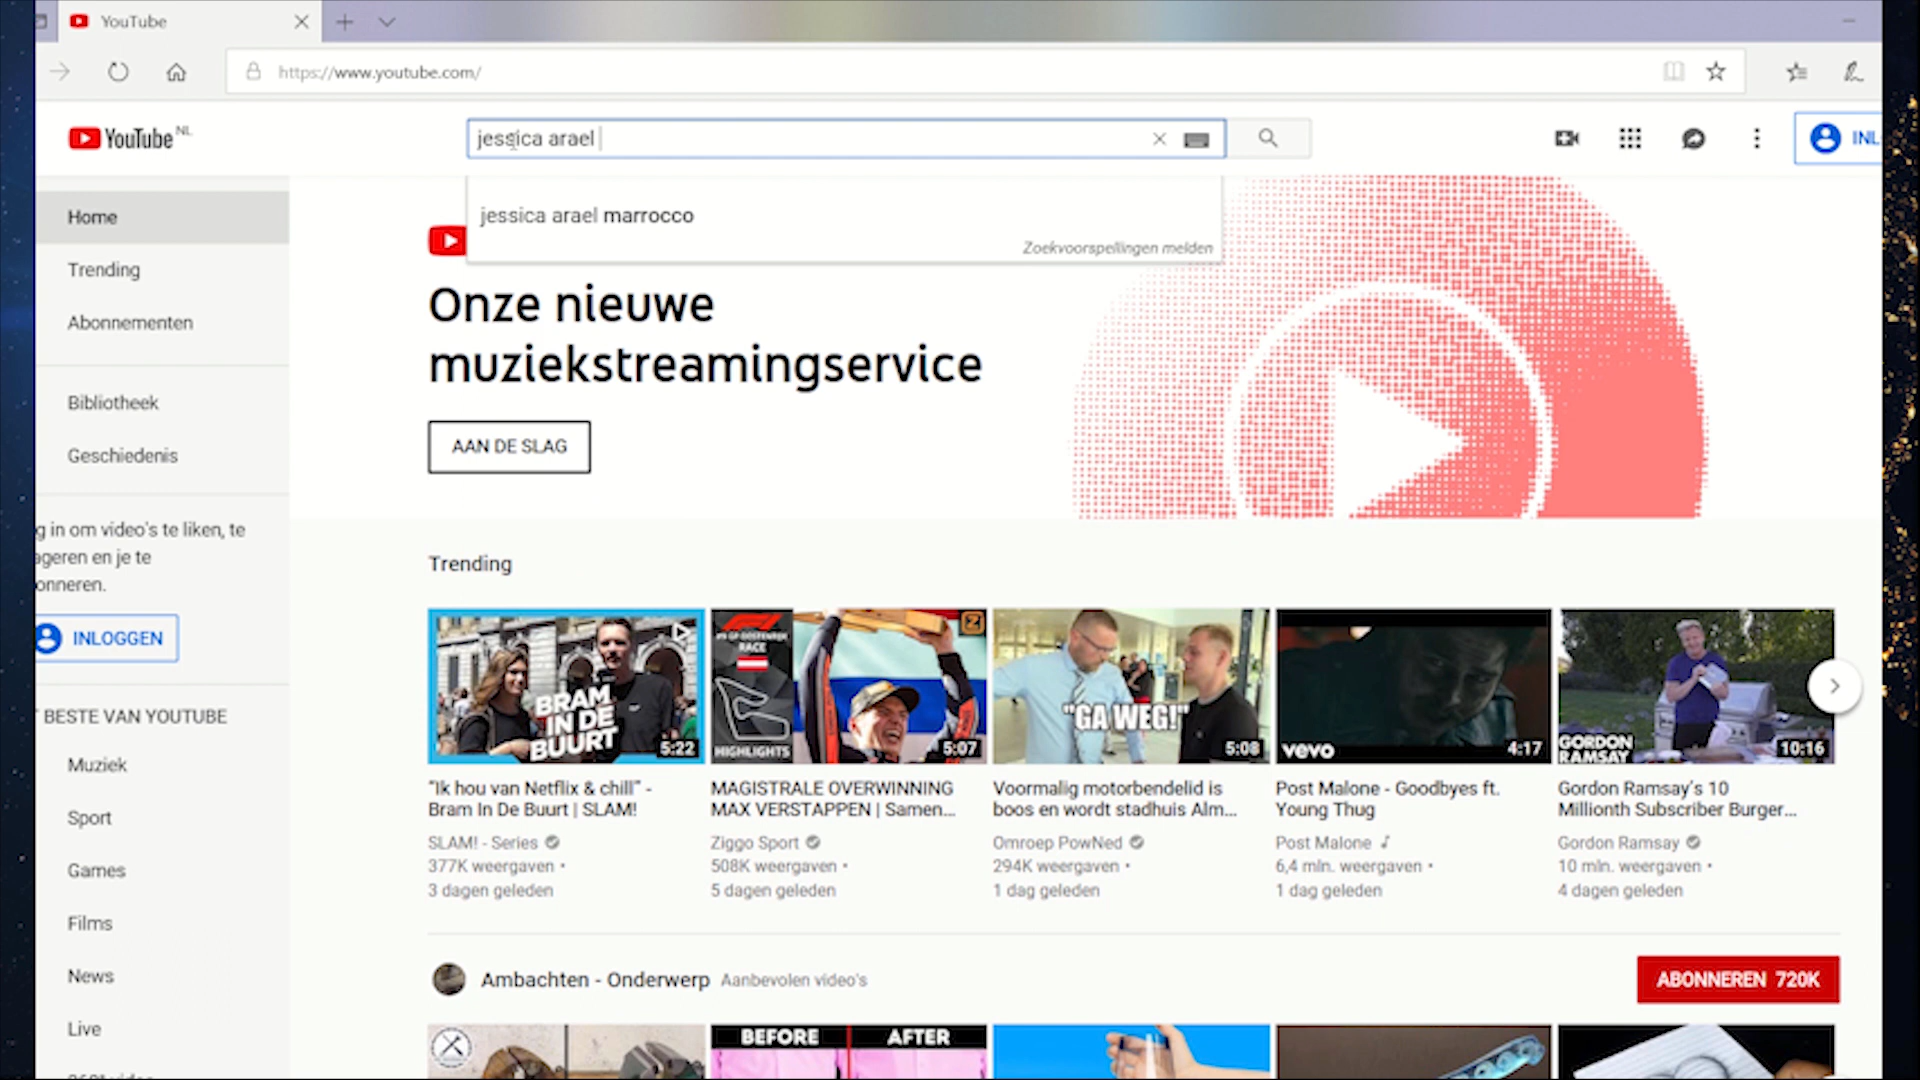 YouTube
https://www.youtube.com/
YouTube NL
jessica arael
INL
jessica arael marrocco
Zoekvoorspellingen melden
Home
Trending
Abonnementen
Bibliotheek
Geschiedenis
g in om video's te liken, te
ageren en je te
onneren.
INLOGGEN
BESTE VAN YOUTUBE
Muziek
Sport
Games
Films
News
Live
Onze nieuwe
muziekstreamingservice
AAN DE SLAG
Trending
BRAM
IN DE
BUURT
5:22
"Ik hou van Netflix & chill" -
Bram In De Buurt | SLAM!
SLAM! - Series
377K weergaven •
3 dagen geleden
#9 GP OOSTENRIJK
RACE
HIGHLIGHTS
Z
5:07
MAGISTRALE OVERWINNING
MAX VERSTAPPEN | Samen...
Ziggo Sport
508K weergaven •
5 dagen geleden
"GA WEG!"
5:08
Voormalig motorbendelid is
boos en wordt stadhuis Alm...
Omroep PowNed
294K weergaven •
1 dag geleden
vevo
4:17
Post Malone - Goodbyes ft.
Young Thug
Post Malone
6,4 mln. weergaven •
1 dag geleden
GORDON
RAMSAY
10:16
Gordon Ramsay's 10
Millionth Subscriber Burger...
Gordon Ramsay
10 mln. weergaven •
4 dagen geleden
Ambachten - Onderwerp Aanbevolen video's
ABONNEREN 720K
BEFORE AFTER